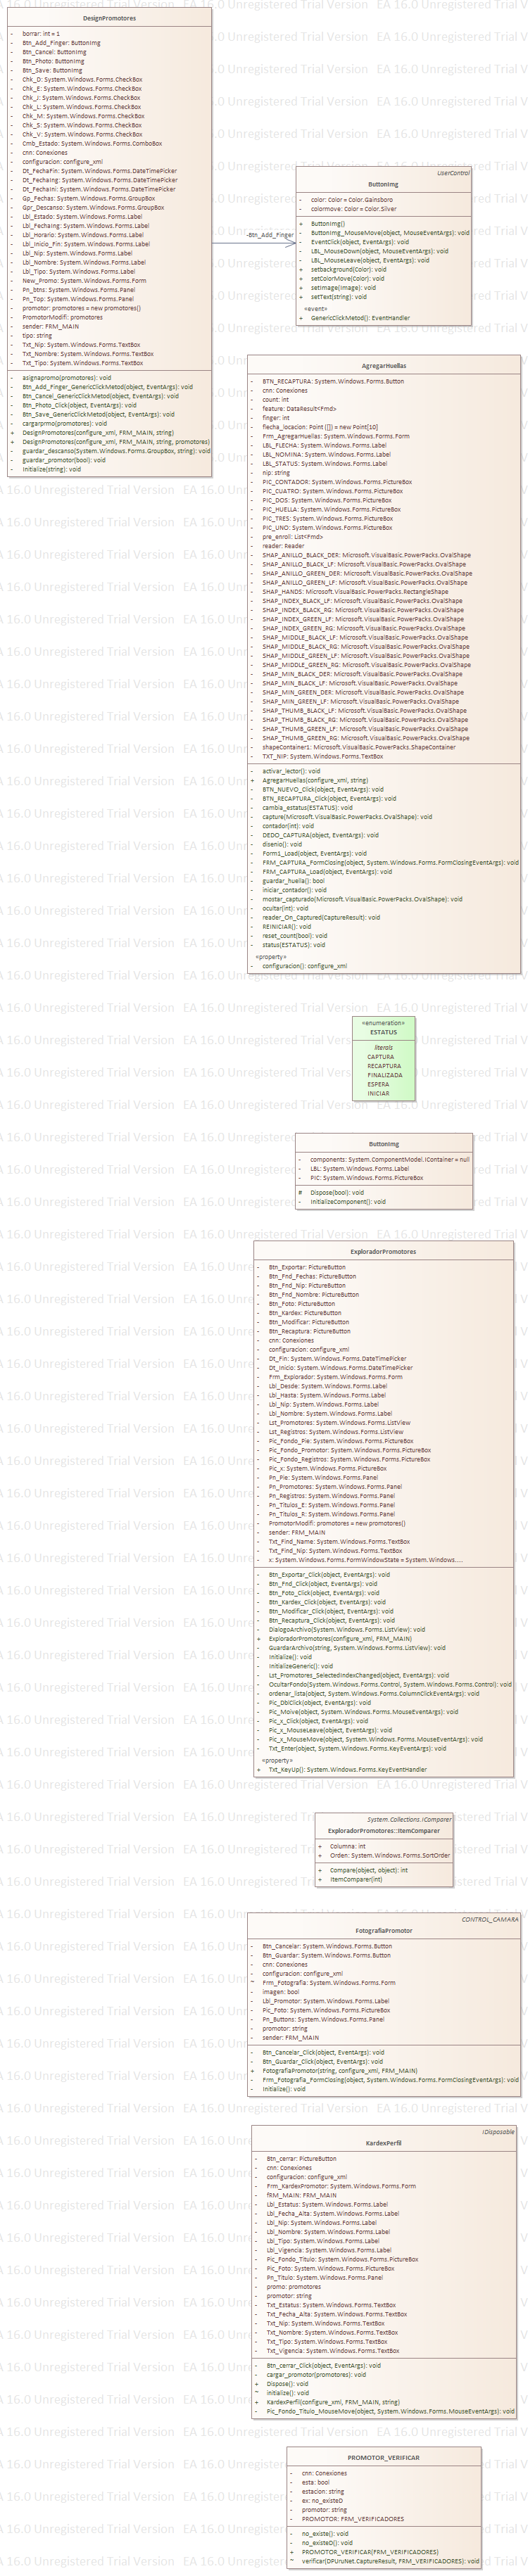 DesignPromotores
- borrar: int = 1
- Btn_Add_Finger: ButtonImg
- Btn_Cancel: ButtonImg
- Btn_Photo: ButtonImg
- Btn_Save: ButtonImg
- Chk_D: System.Windows.Forms.CheckBox
- Chk_E: System.Windows.Forms.CheckBox
- Chk_J: System.Windows.Forms.CheckBox
- Chk_L: System.Windows.Forms.CheckBox
- Chk_M: System.Windows.Forms.CheckBox
- Chk_S: System.Windows.Forms.CheckBox
- Chk_V: System.Windows.Forms.CheckBox
- Cmb_Estado: System.Windows.Forms.ComboBox
- cnn: Conexiones
- configuracion: configure_xml
- Dt_FechaFin: System.Windows.Forms.DateTimePicker
- Dt_FechaIng: System.Windows.Forms.DateTimePicker
- Dt_FechaIni: System.Windows.Forms.DateTimePicker
- Gp_Fechas: System.Windows.Forms.GroupBox
- Gpr_Descanso: System.Windows.Forms.GroupBox
- Lbl_Estado: System.Windows.Forms.Label
- Lbl_FechaIng: System.Windows.Forms.Label
- Lbl_Horario: System.Windows.Forms.Label
- Lbl_Inicio_Fin: System.Windows.Forms.Label
- Lbl_Nip: System.Windows.Forms.Label
- Lbl_Nombre: System.Windows.Forms.Label
- Lbl_Tipo: System.Windows.Forms.Label
- New_Promo: System.Windows.Forms.Form
- Pn_btns: System.Windows.Forms.Panel
- Pn_Top: System.Windows.Forms.Panel
- promotor: promotores = new promotores()
- PromotorModifi: promotores
- sender: FRM_MAIN
- tipo: string
- Txt_Nip: System.Windows.Forms.TextBox
- Txt_Nombre: System.Windows.Forms.TextBox
- Txt_Tipo: System.Windows.Forms.TextBox
- asignapromo(promotores): void
- Btn_Add_Finger_GenericClickMetod(object, EventArgs): void
- Btn_Cancel_GenericClickMetod(object, EventArgs): void
- Btn_Photo_Click(object, EventArgs): void
- Btn_Save_GenericClickMetod(object, EventArgs): void
- cargarprmo(promotores): void
+ DesignPromotores(configure_xml, FRM_MAIN, string)
+ DesignPromotores(configure_xml, FRM_MAIN, string, promotores)
- guardar_descanso(System.Windows.Forms.GroupBox, string): void
- guardar_promotor(bool): void
- Initialize(string): void
-Btn_Add_Finger
UserControl
ButtonImg
- color: Color = Color.Gainsboro
- colormove: Color = Color.Silver
+ ButtonImg()
- ButtonImg_MouseMove(object, MouseEventArgs): void
- EventClick(object, EventArgs): void
- LBL_MouseDown(object, MouseEventArgs): void
- LBL_MouseLeave(object, EventArgs): void
+ setbackground(Color): void
+ setColorMove(Color): void
+ setImage(Image): void
+ setText(string): void
«event»
+ GenericClickMetod(): EventHandler
AgregarHuellas
- BTN_RECAPTURA: System.Windows.Forms.Button
- cnn: Conexiones
- count: int
- feature: DataResult<Fmd>
- finger: int
- flecha_locacion: Point ([]) = new Point[10]
- Frm_AgregarHuellas: System.Windows.Forms.Form
- LBL_FLECHA: System.Windows.Forms.Label
- LBL_NOMINA: System.Windows.Forms.Label
- LBL_STATUS: System.Windows.Forms.Label
- nip: string
- PIC_CONTADOR: System.Windows.Forms.PictureBox
- PIC_CUATRO: System.Windows.Forms.PictureBox
- PIC_DOS: System.Windows.Forms.PictureBox
- PIC_HUELLA: System.Windows.Forms.PictureBox
- PIC_TRES: System.Windows.Forms.PictureBox
- PIC_UNO: System.Windows.Forms.PictureBox
- pre_enroll: List<Fmd>
- reader: Reader
- SHAP_ANILLO_BLACK_DER: Microsoft.VisualBasic.PowerPacks.OvalShape
- SHAP_ANILLO_BLACK_LF: Microsoft.VisualBasic.PowerPacks.OvalShape
- SHAP_ANILLO_GREEN_DER: Microsoft.VisualBasic.PowerPacks.OvalShape
- SHAP_ANILLO_GREEN_LF: Microsoft.VisualBasic.PowerPacks.OvalShape
- SHAP_HANDS: Microsoft.VisualBasic.PowerPacks.RectangleShape
- SHAP_INDEX_BLACK_LF: Microsoft.VisualBasic.PowerPacks.OvalShape
- SHAP_INDEX_BLACK_RG: Microsoft.VisualBasic.PowerPacks.OvalShape
- SHAP_INDEX_GREEN_LF: Microsoft.VisualBasic.PowerPacks.OvalShape
- SHAP_INDEX_GREEN_RG: Microsoft.VisualBasic.PowerPacks.OvalShape
- SHAP_MIDDLE_BLACK_LF: Microsoft.VisualBasic.PowerPacks.OvalShape
- SHAP_MIDDLE_BLACK_RG: Microsoft.VisualBasic.PowerPacks.OvalShape
- SHAP_MIDDLE_GREEN_LF: Microsoft.VisualBasic.PowerPacks.OvalShape
- SHAP_MIDDLE_GREEN_RG: Microsoft.VisualBasic.PowerPacks.OvalShape
- SHAP_MIN_BLACK_DER: Microsoft.VisualBasic.PowerPacks.OvalShape
- SHAP_MIN_BLACK_LF: Microsoft.VisualBasic.PowerPacks.OvalShape
- SHAP_MIN_GREEN_DER: Microsoft.VisualBasic.PowerPacks.OvalShape
- SHAP_MIN_GREEN_LF: Microsoft.VisualBasic.PowerPacks.OvalShape
- SHAP_THUMB_BLACK_LF: Microsoft.VisualBasic.PowerPacks.OvalShape
- SHAP_THUMB_BLACK_RG: Microsoft.VisualBasic.PowerPacks.OvalShape
- SHAP_THUMB_GREEN_LF: Microsoft.VisualBasic.PowerPacks.OvalShape
- SHAP_THUMB_GREEN_RG: Microsoft.VisualBasic.PowerPacks.OvalShape
- shapeContainer1: Microsoft.VisualBasic.PowerPacks.ShapeContainer
- TXT_NIP: System.Windows.Forms.TextBox
- activar_lector(): void
+ AgregarHuellas(configure_xml, string)
- BTN_NUEVO_Click(object, EventArgs): void
- BTN_RECAPTURA_Click(object, EventArgs): void
- cambia_estatus(ESTATUS): void
- capture(Microsoft.VisualBasic.PowerPacks.OvalShape): void
- contador(int): void
- DEDO_CAPTURA(object, EventArgs): void
- disenio(): void
- Form1_Load(object, EventArgs): void
- FRM_CAPTURA_FormClosing(object, System.Windows.Forms.FormClosingEventArgs): void
- FRM_CAPTURA_Load(object, EventArgs): void
- guardar_huella(): bool
- iniciar_contador(): void
- mostar_capturado(Microsoft.VisualBasic.PowerPacks.OvalShape): void
- ocultar(int): void
- reader_On_Captured(CaptureResult): void
- REINICIAR(): void
- reset_count(bool): void
- status(ESTATUS): void
«property»
- configuracion(): configure_xml
«enumeration»
ESTATUS
literals
CAPTURA
RECAPTURA
FINALIZADA
ESPERA
INICIAR
ButtonImg
- components: System.ComponentModel.IContainer = null
- LBL: System.Windows.Forms.Label
- PIC: System.Windows.Forms.PictureBox
# Dispose(bool): void
- InitializeComponent(): void
ExploradorPromotores
- Btn_Exportar: PictureButton
- Btn_Fnd_Fechas: PictureButton
- Btn_Fnd_Nip: PictureButton
- Btn_Fnd_Nombre: PictureButton
- Btn_Foto: PictureButton
- Btn_Kardex: PictureButton
- Btn_Modificar: PictureButton
- Btn_Recaptura: PictureButton
- cnn: Conexiones
- configuracion: configure_xml
- Dt_Fin: System.Windows.Forms.DateTimePicker
- Dt_Inicio: System.Windows.Forms.DateTimePicker
- Frm_Explorador: System.Windows.Forms.Form
- Lbl_Desde: System.Windows.Forms.Label
- Lbl_Hasta: System.Windows.Forms.Label
- Lbl_Nip: System.Windows.Forms.Label
- Lbl_Nombre: System.Windows.Forms.Label
- Lst_Promotores: System.Windows.Forms.ListView
- Lst_Registros: System.Windows.Forms.ListView
- Pic_Fondo_Pie: System.Windows.Forms.PictureBox
- Pic_Fondo_Promotor: System.Windows.Forms.PictureBox
- Pic_Fondo_Registros: System.Windows.Forms.PictureBox
- Pic_x: System.Windows.Forms.PictureBox
- Pn_Pie: System.Windows.Forms.Panel
- Pn_Promotores: System.Windows.Forms.Panel
- Pn_Registros: System.Windows.Forms.Panel
- Pn_Titulos_E: System.Windows.Forms.Panel
- Pn_Titulos_R: System.Windows.Forms.Panel
- PromotorModifi: promotores = new promotores()
- sender: FRM_MAIN
- Txt_Find_Name: System.Windows.Forms.TextBox
- Txt_Find_Nip: System.Windows.Forms.TextBox
- x: System.Windows.Forms.FormWindowState = System.Windows....
- Btn_Exportar_Click(object, EventArgs): void
- Btn_Fnd_Click(object, EventArgs): void
- Btn_Foto_Click(object, EventArgs): void
- Btn_Kardex_Click(object, EventArgs): void
- Btn_Modificar_Click(object, EventArgs): void
- Btn_Recaptura_Click(object, EventArgs): void
- DialogoArchivo(System.Windows.Forms.ListView): void
+ ExploradorPromotores(configure_xml, FRM_MAIN)
- GuardarArchivo(string, System.Windows.Forms.ListView): void
- Initialize(): void
- InitializeGeneric(): void
- Lst_Promotores_SelectedIndexChanged(object, EventArgs): void
- OcultarFondo(System.Windows.Forms.Control, System.Windows.Forms.Control): void
- ordenar_lista(object, System.Windows.Forms.ColumnClickEventArgs): void
- Pic_DblClick(object, EventArgs): void
- Pic_Moive(object, System.Windows.Forms.MouseEventArgs): void
- Pic_x_Click(object, EventArgs): void
- Pic_x_MouseLeave(object, EventArgs): void
- Pic_x_MouseMove(object, System.Windows.Forms.MouseEventArgs): void
- Txt_Enter(object, System.Windows.Forms.KeyEventArgs): void
«property»
+ Txt_KeyUp(): System.Windows.Forms.KeyEventHandler
System.Collections.IComparer
ExploradorPromotores::ItemComparer
+ Columna: int
+ Orden: System.Windows.Forms.SortOrder
+ Compare(object, object): int
+ ItemComparer(int)
CONTROL_CAMARA
FotografiaPromotor
- Btn_Cancelar: System.Windows.Forms.Button
- Btn_Guardar: System.Windows.Forms.Button
- cnn: Conexiones
- configuracion: configure_xml
~ Frm_Fotografia: System.Windows.Forms.Form
- imagen: bool
- Lbl_Promotor: System.Windows.Forms.Label
- Pic_Foto: System.Windows.Forms.PictureBox
- Pn_Buttons: System.Windows.Forms.Panel
- promotor: string
- sender: FRM_MAIN
- Btn_Cancelar_Click(object, EventArgs): void
- Btn_Guardar_Click(object, EventArgs): void
+ FotografiaPromotor(string, configure_xml, FRM_MAIN)
- Frm_Fotografia_FormClosing(object, System.Windows.Forms.FormClosingEventArgs): void
- Initialize(): void
IDisposable
KardexPerfil
- Btn_cerrar: PictureButton
- cnn: Conexiones
- configuracion: configure_xml
- Frm_KardexPromotor: System.Windows.Forms.Form
- fRM_MAIN: FRM_MAIN
- Lbl_Estatus: System.Windows.Forms.Label
- Lbl_Fecha_Alta: System.Windows.Forms.Label
- Lbl_Nip: System.Windows.Forms.Label
- Lbl_Nombre: System.Windows.Forms.Label
- Lbl_Tipo: System.Windows.Forms.Label
- Lbl_Vigencia: System.Windows.Forms.Label
- Pic_Fondo_Titulo: System.Windows.Forms.PictureBox
- Pic_Foto: System.Windows.Forms.PictureBox
- Pn_Titulo: System.Windows.Forms.Panel
- promo: promotores
- promotor: string
- Txt_Estatus: System.Windows.Forms.TextBox
- Txt_Fecha_Alta: System.Windows.Forms.TextBox
- Txt_Nip: System.Windows.Forms.TextBox
- Txt_Nombre: System.Windows.Forms.TextBox
- Txt_Tipo: System.Windows.Forms.TextBox
- Txt_Vigencia: System.Windows.Forms.TextBox
- Btn_cerrar_Click(object, EventArgs): void
- cargar_promotor(promotores): void
+ Dispose(): void
~ initialize(): void
+ KardexPerfil(configure_xml, FRM_MAIN, string)
- Pic_Fondo_Titulo_MouseMove(object, System.Windows.Forms.MouseEventArgs): void
PROMOTOR_VERIFICAR
- cnn: Conexiones
- esta: bool
- estacion: string
- ex: no_existeD
- promotor: string
- PROMOTOR: FRM_VERIFICADORES
- no_existe(): void
- no_existeD(): void
+ PROMOTOR_VERIFICAR(FRM_VERIFICADORES)
~ verificar(DPUruNet.CaptureResult, FRM_VERIFICADORES): void